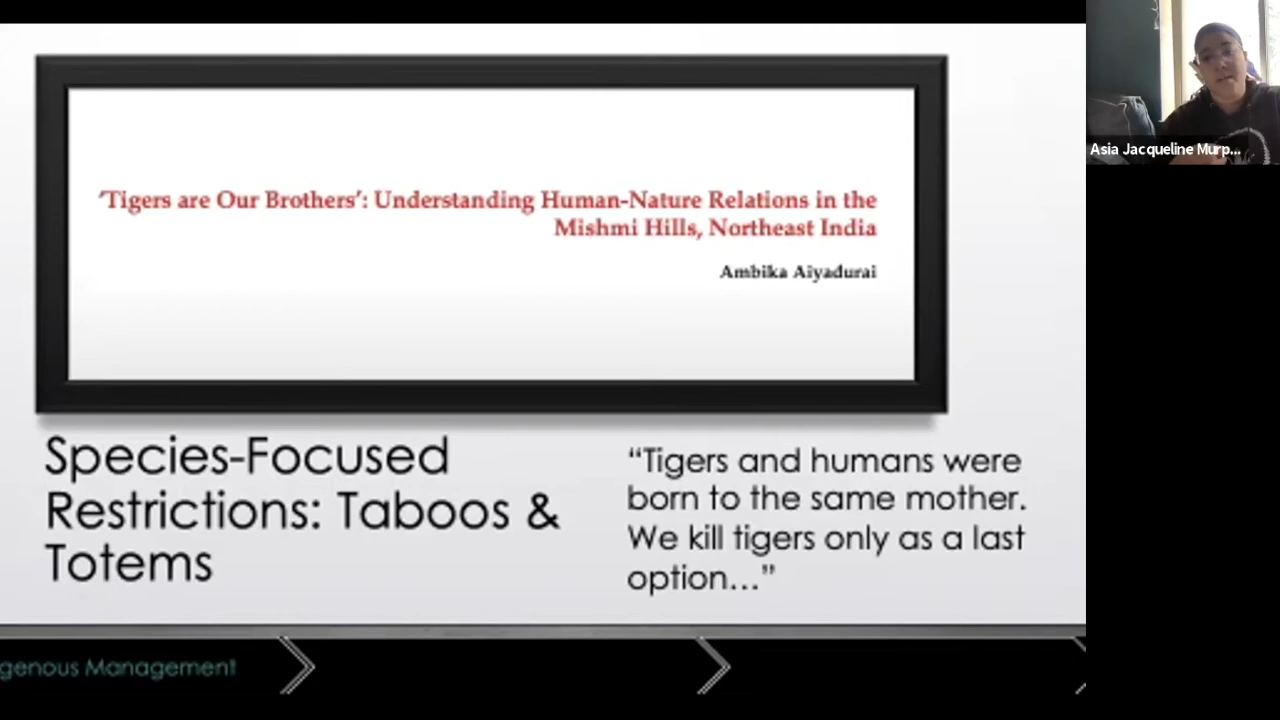 'Tigers are Our Brothers': Understanding Human-Nature Relations in the
Mishmi Hills, Northeast India
Ambika Aiyadurai
Species-Focused
Restrictions: Taboos &
Totems
“Tigers and humans were
born to the same mother.
We kill tigers only as a last
option…”
genous Management
Asia Jacqueline Murp...